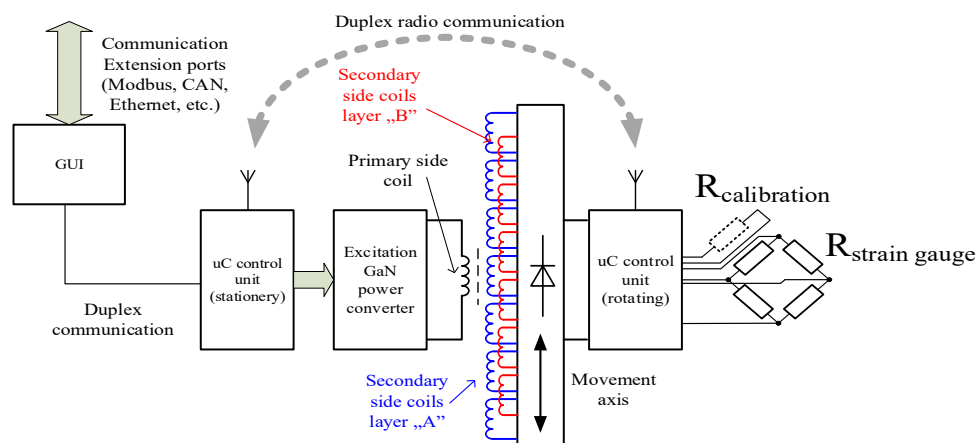 Duplex radio communication
Communication
Extension ports
(Modbus, CAN,
Ethernet, etc.)
GUI
Secondary
side coils
layer „B”
Primary side
coil
uC control
unit
(stationery)
Excitation
GaN
power
converter
uC control
unit
(rotating)
Rcalibration
Rstrain gauge
Duplex
communication
Secondary
side coils
layer „A”
Movement
axis